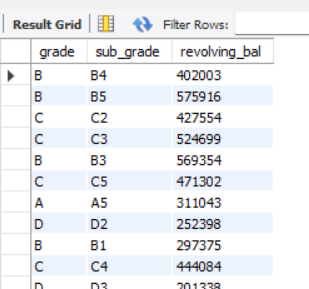 Result Grid Filter Rows:
grade sub_grade revolving_bal
B B4 402003
B B5 575916
C C2 427554
C C3 524699
B B3 569354
C C5 471302
A A5 311043
D D2 252398
B B1 297375
C C4 444084
D D3 201338